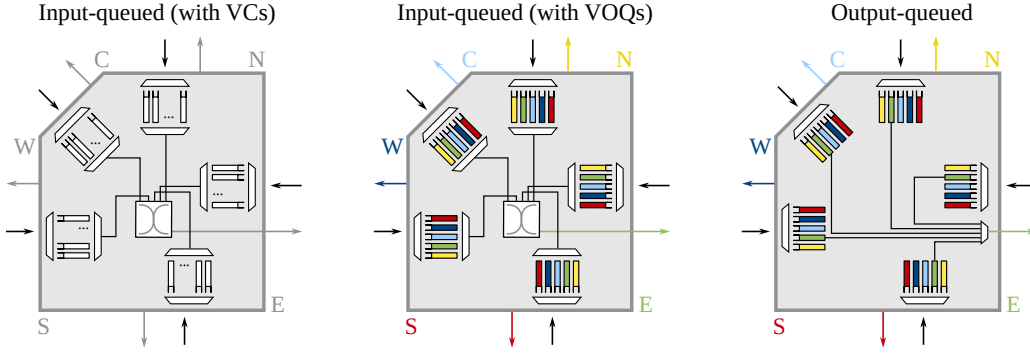 Input-queued (with VCs)
Input-queued (with VOQs)
Output-queued
C
N
W
...
...
...
...
...
S
E
C
N
W
S
E
C
N
W
S
E